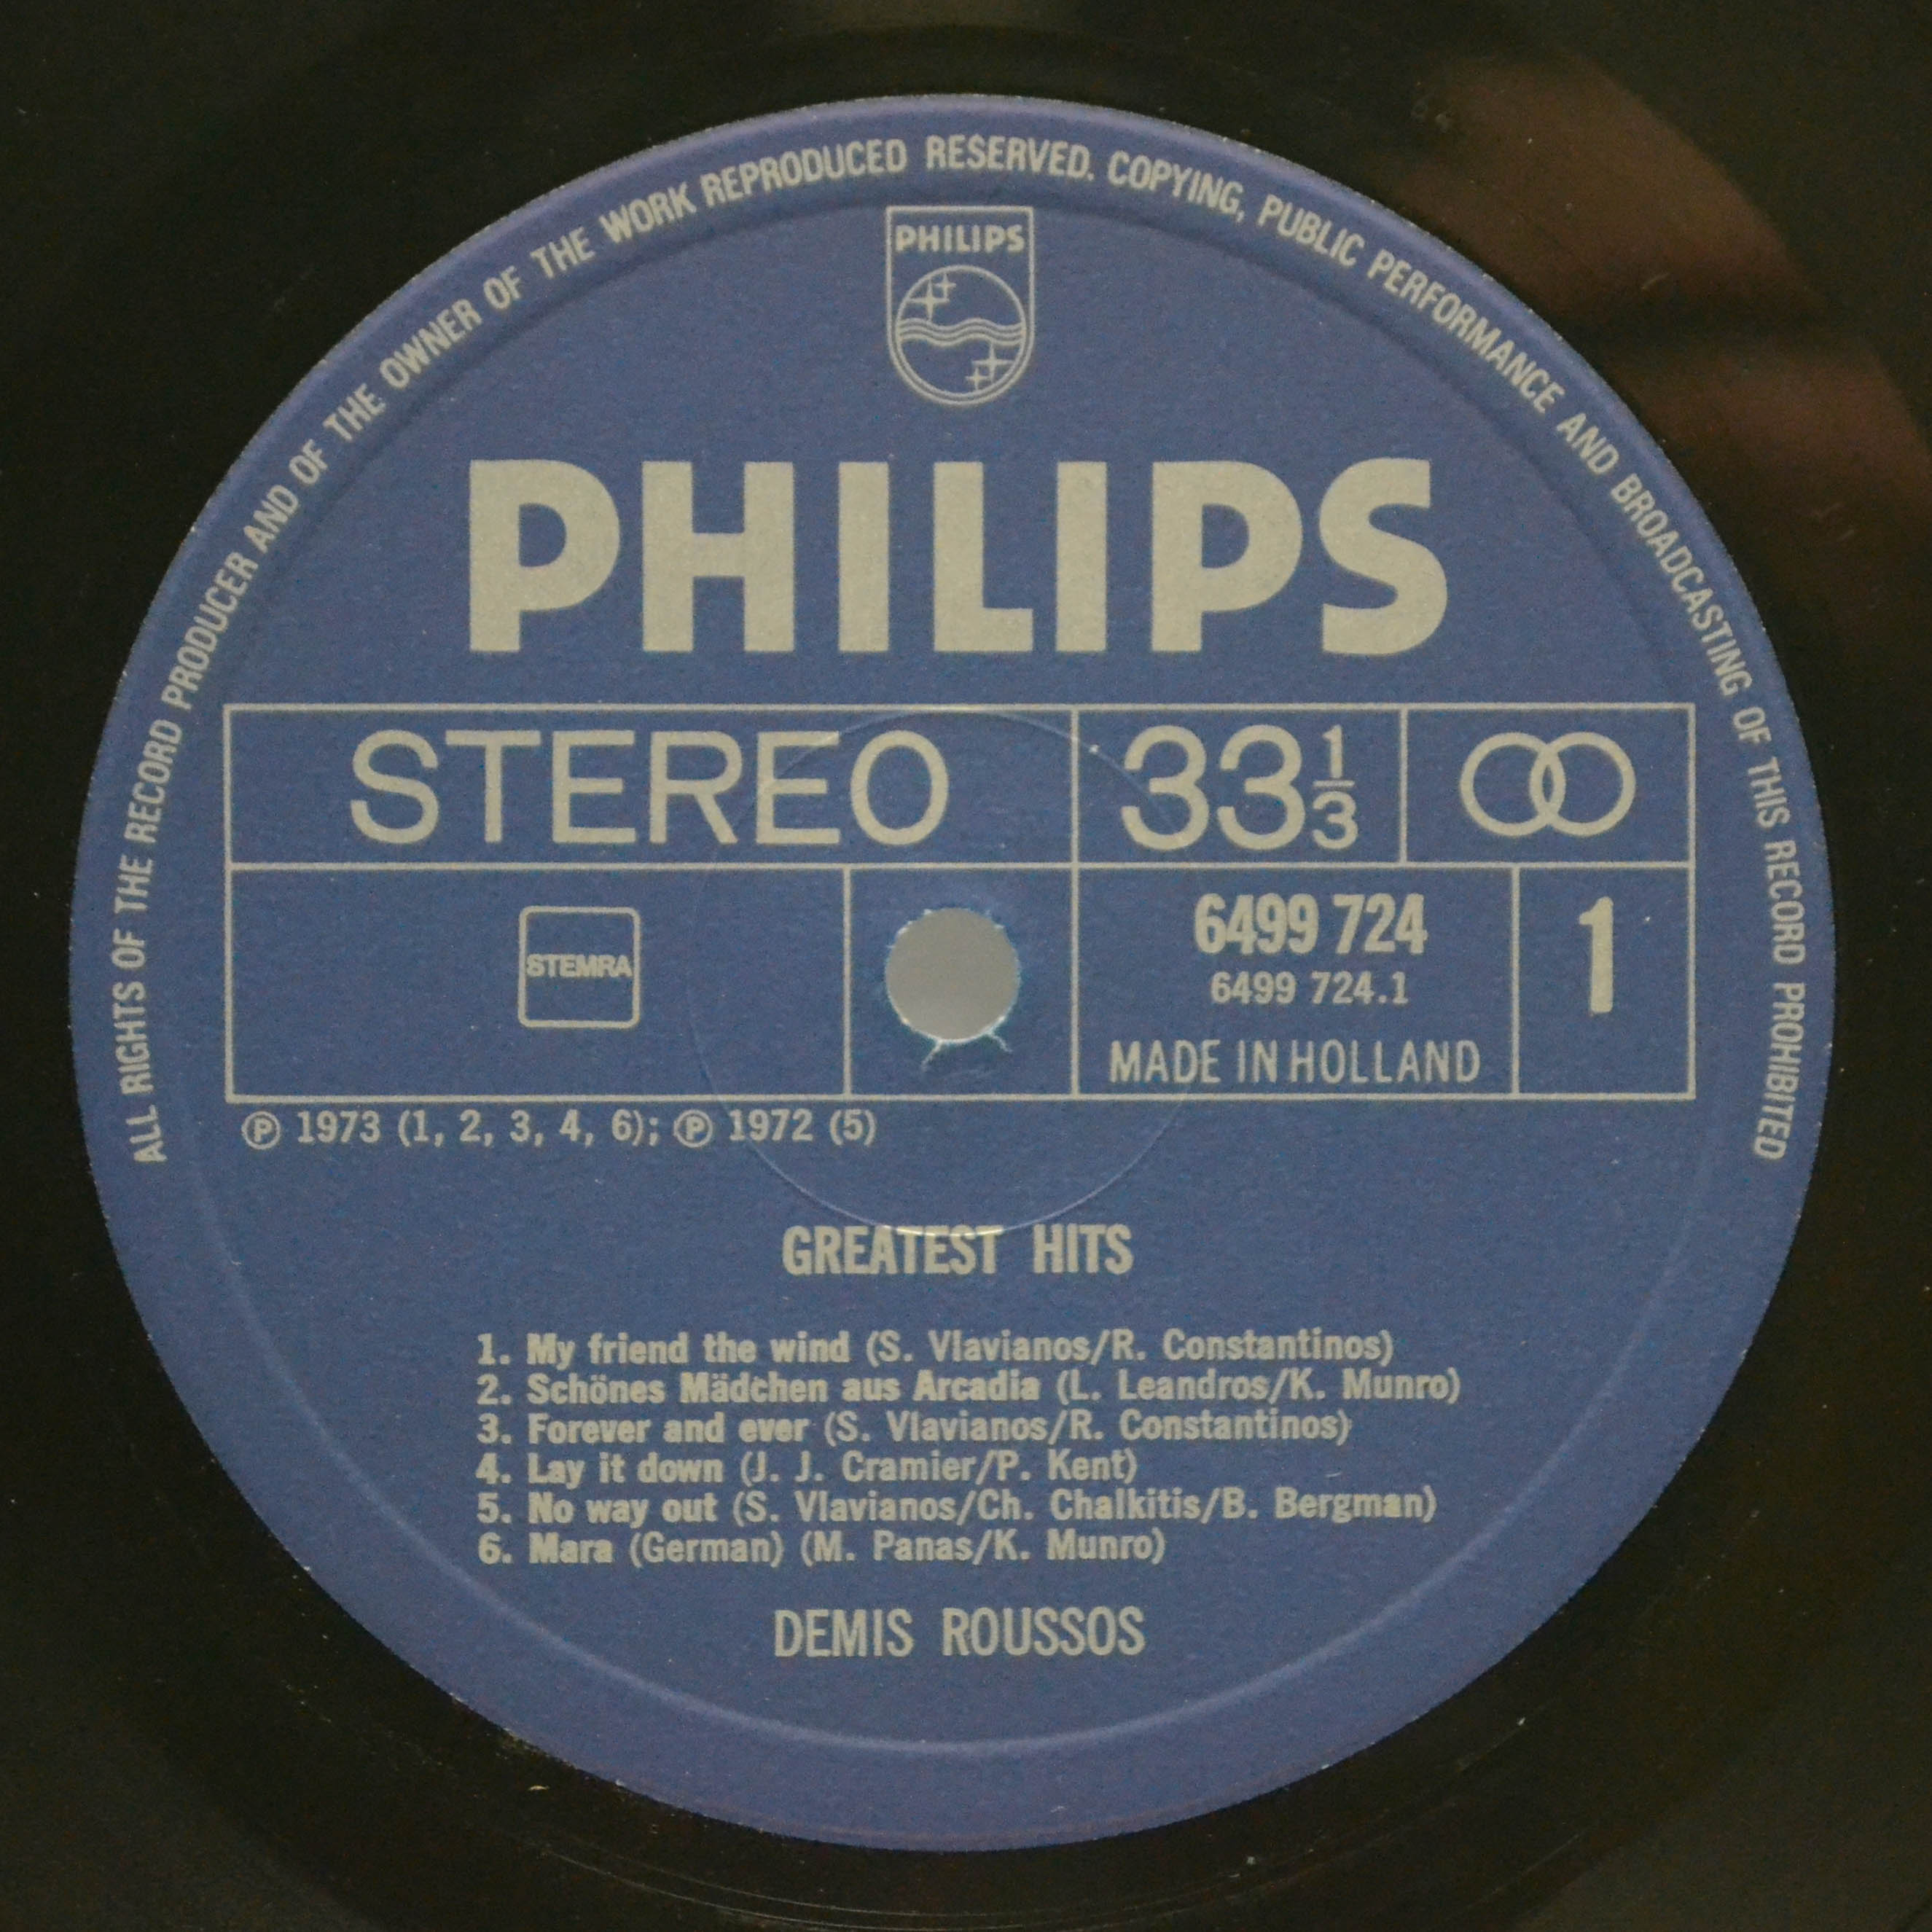 ALL RIGHTS OF THE RECORD PRODUCER AND OF THE OWNER OF THE WORK REPRODUCED RESERVED. COPYING, PUBLIC PERFORMANCE AND BROADCASTING OF THIS RECORD PROHIBITED
PHILIPS
PHILIPS
STEREO 33 1/3
STEMRA 6499 724 1
6499 724.1
MADE IN HOLLAND
℗ 1973 (1, 2, 3, 4, 6); ℗ 1972 (5)
GREATEST HITS
1. My friend the wind (S. Vlavianos/R. Constantinos)
2. Schönes Mädchen aus Arcadia (L. Leandros/K. Munro)
3. Forever and ever (S. Vlavianos/R. Constantinos)
4. Lay it down (J. J. Cramier/P. Kent)
5. No way out (S. Vlavianos/Ch. Chalkitis/B. Bergman)
6. Mara (German) (M. Panas/K. Munro)
DEMIS ROUSSOS